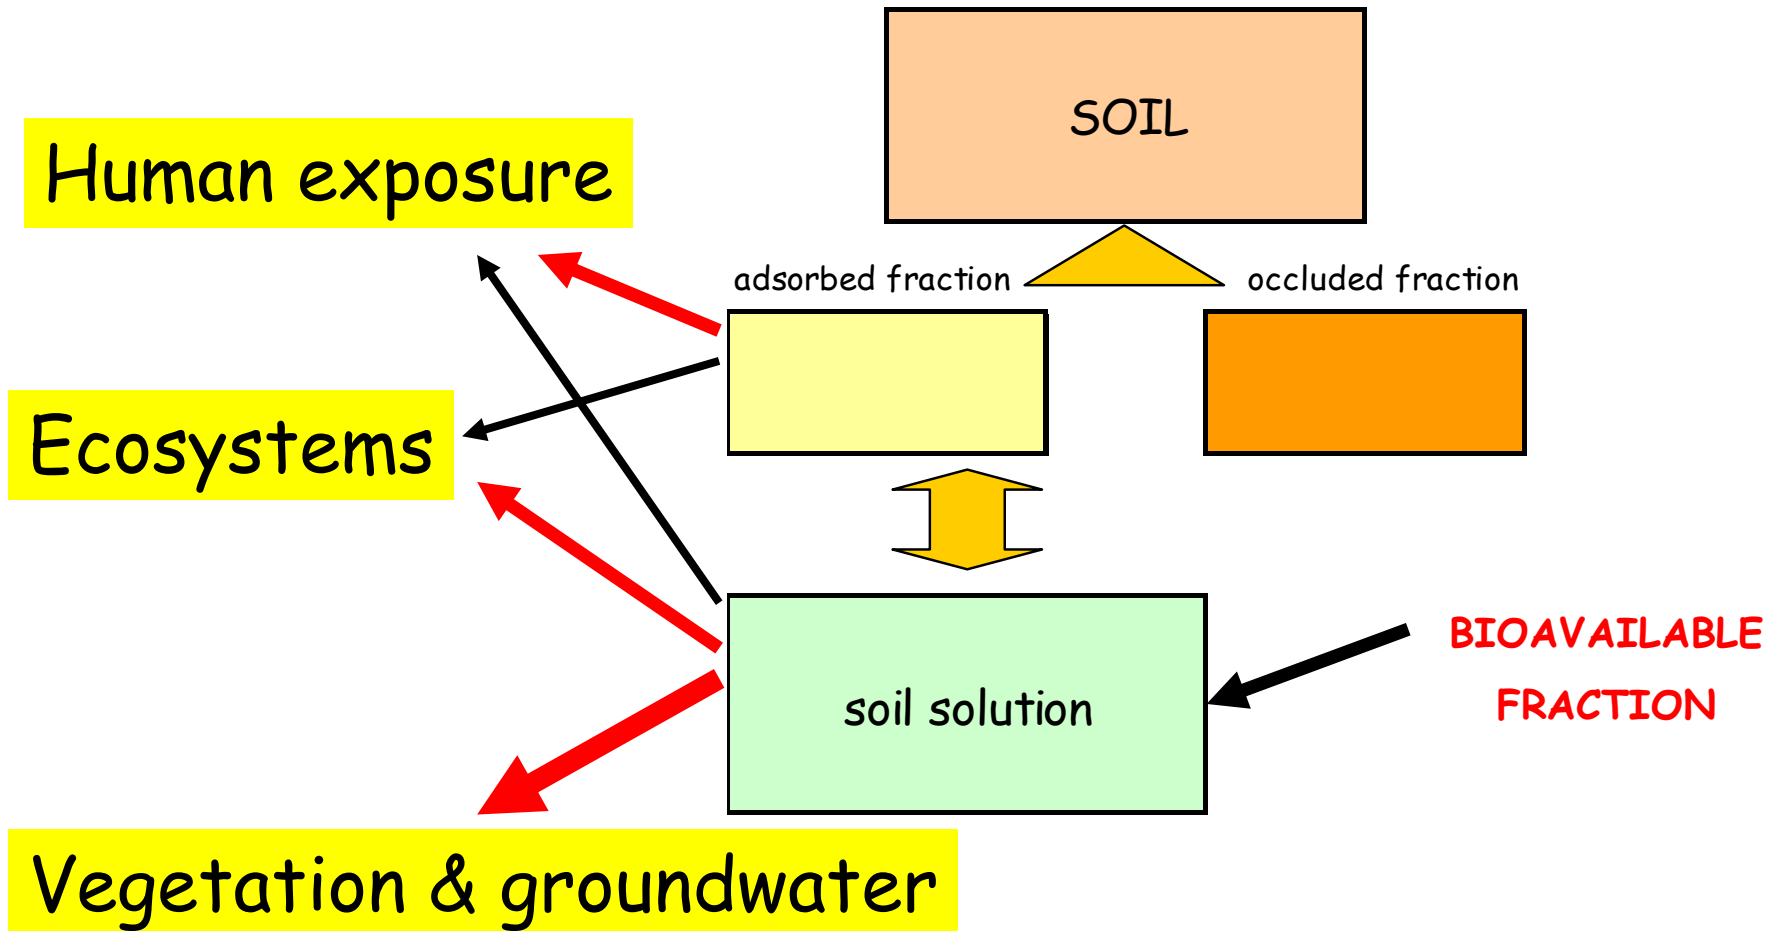 SOIL
Human exposure
adsorbed fraction
occluded fraction
Ecosystems
soil solution
BIOAVAILABLE
FRACTION
Vegetation & groundwater